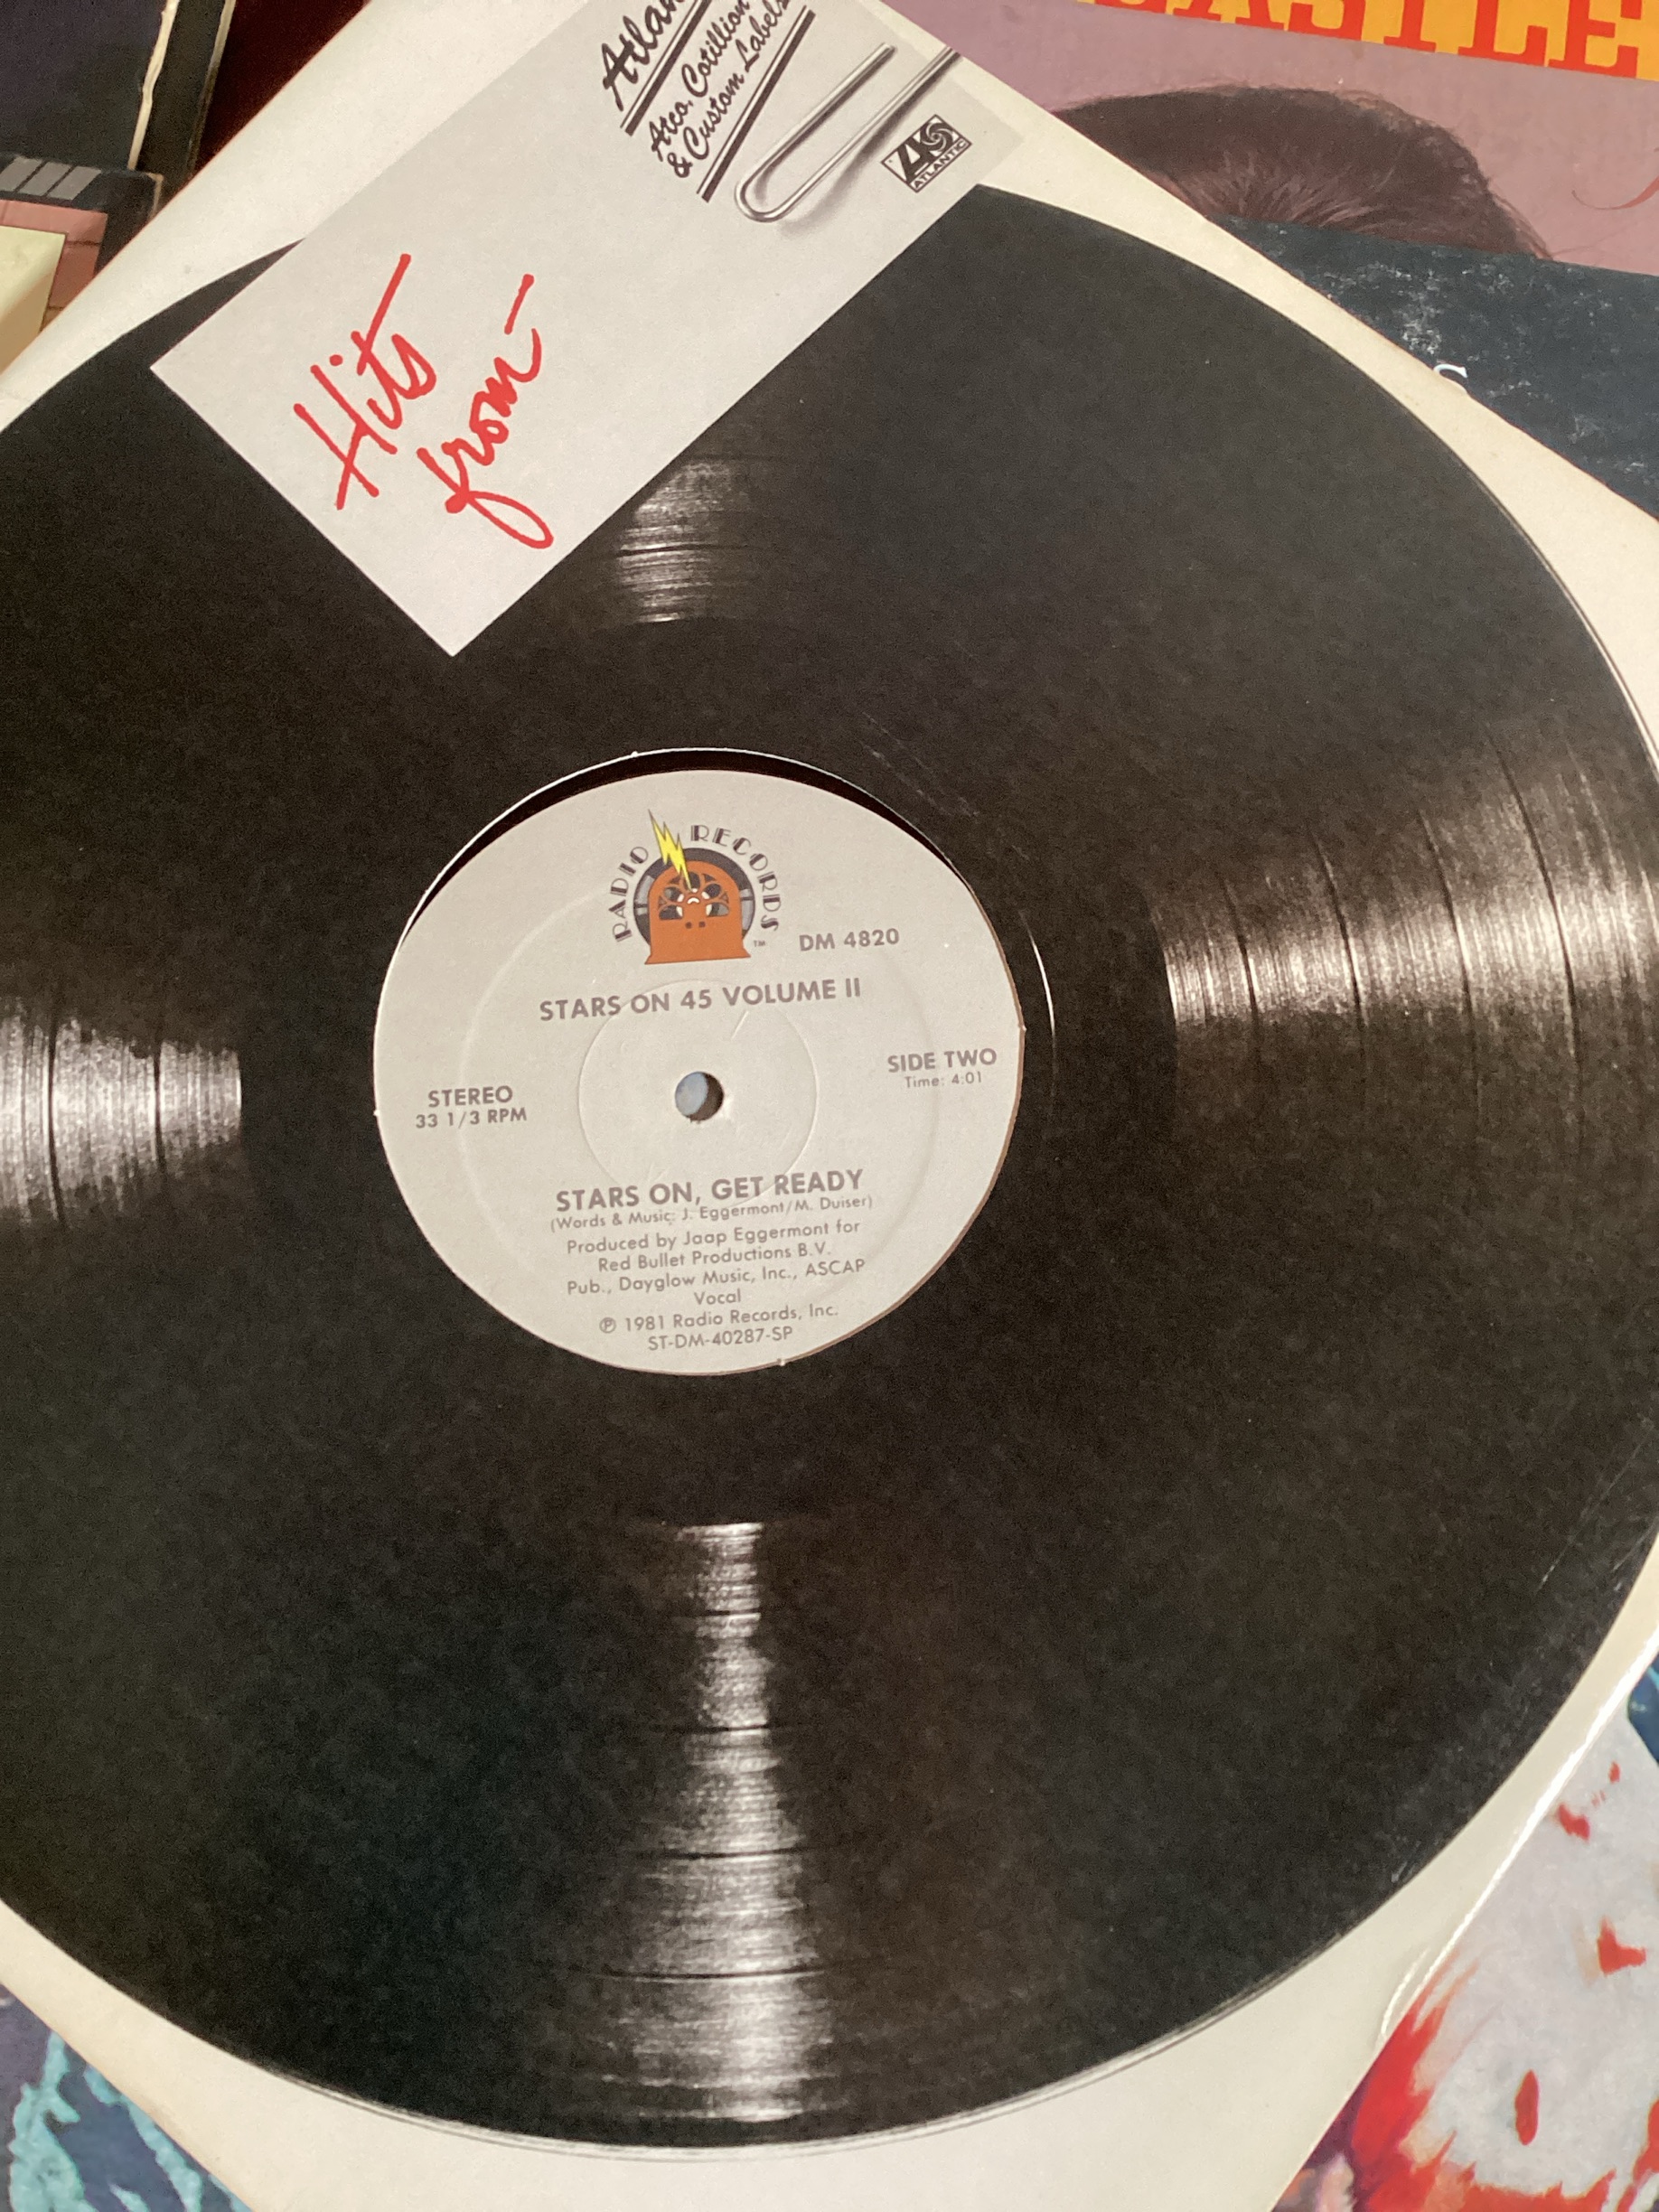 ASTLE
Atco, Cotillion
& Custom Labels
ATLANTIC
Hits
from—
S
RADIO RECORDS
TM
DM 4820
STARS ON 45 VOLUME II
SIDE TWO
Time: 4:01
STEREO
33 1/3 RPM
STARS ON, GET READY
(Words & Music: J. Eggermont/M. Duiser)
Produced by Jaap Eggermont for
Red Bullet Productions B.V.
Pub., Dayglow Music, Inc., ASCAP
Vocal
℗ 1981 Radio Records, Inc.
ST-DM-40287-SP